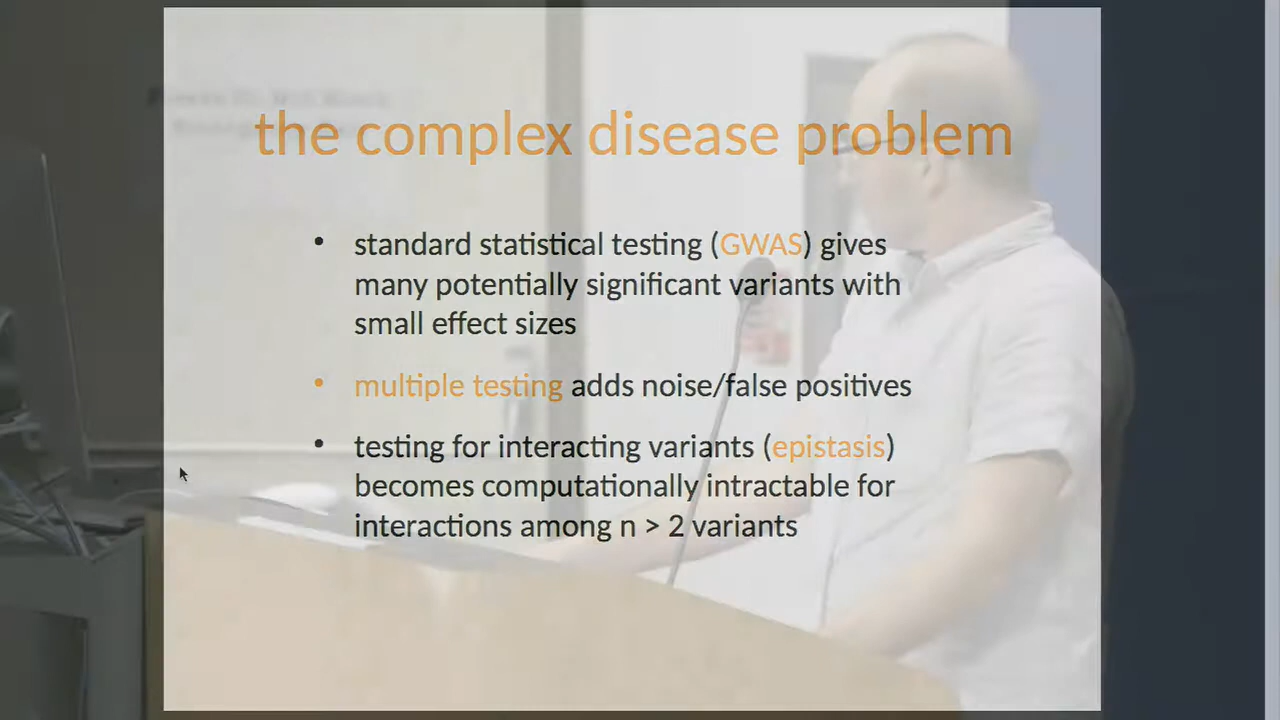 the complex disease problem
• standard statistical testing (GWAS) gives
many potentially significant variants with
small effect sizes
• multiple testing adds noise/false positives
• testing for interacting variants (epistasis)
becomes computationally intractable for
interactions among n > 2 variants